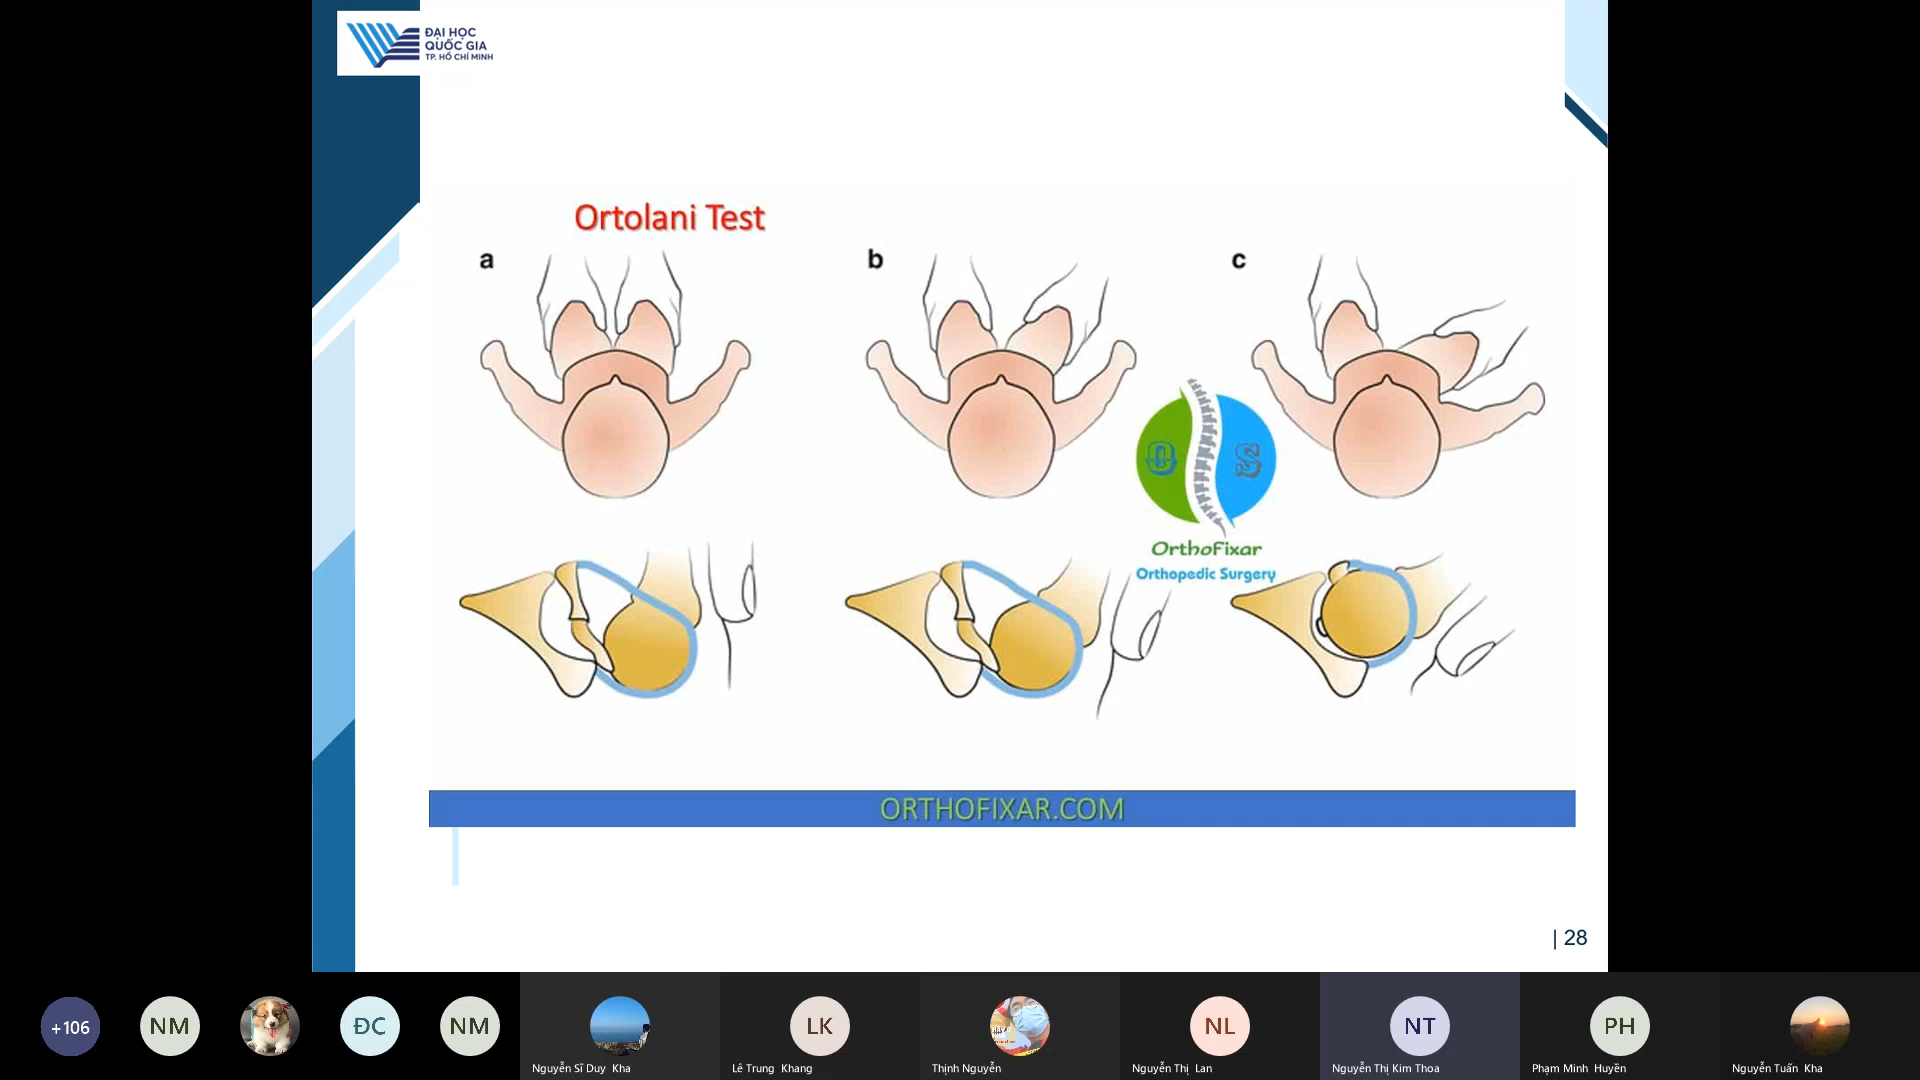 ĐẠI HỌC
QUỐC GIA
TP. HỒ CHÍ MINH
Ortolani Test
a
b
c
O
S
OrthoFixar
Orthopedic Surgery
ORTHOFIXAR.COM
| 28
+106
NM
ĐC
NM
LK
NL
NT
PH
Nguyễn Sĩ Duy Kha
Lê Trung Khang
Thịnh Nguyễn
Nguyễn Thị Lan
Nguyễn Thị Kim Thoa
Phạm Minh Huyền
Nguyễn Tuấn Kha